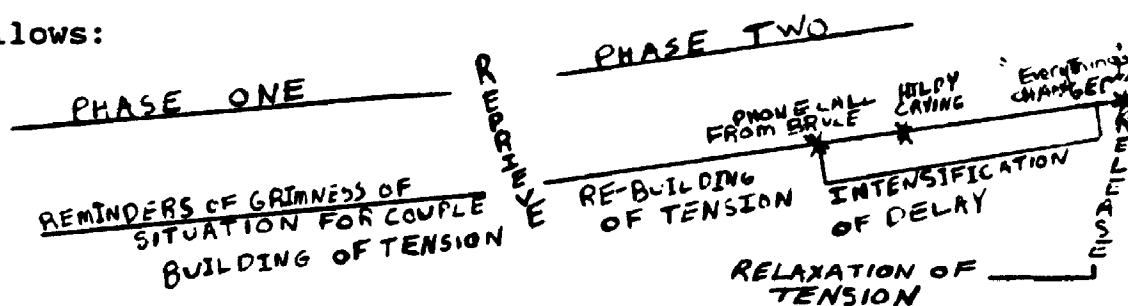 llows:
PHASE ONE
REPRIEVE
PHASE TWO
PHONE CALL
FROM BRUCE
HILDY
CRYING
"Everything's
CHANGED"
REMINDERS OF GRIMNESS OF
SITUATION FOR COUPLE
BUILDING OF TENSION
RE-BUILDING
OF TENSION
INTENSIFICATION
OF DELAY
RELEASE
RELAXATION OF
TENSION